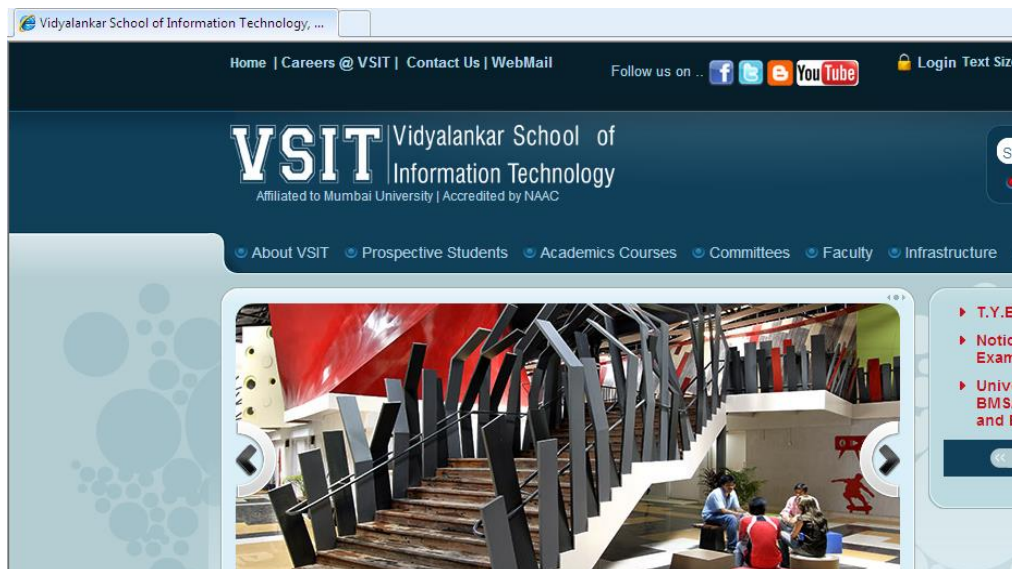 Vidyalankar School of Information Technology, ...
Home | Careers @ VSIT | Contact Us | WebMail
Follow us on .. f You Tube
Login Text
VSIT Vidyalankar School of
Information Technology
Affiliated to Mumbai University | Accredited by NAAC
About VSIT Prospective Students Academics Courses Committees Faculty Infrastructure
BMS
and